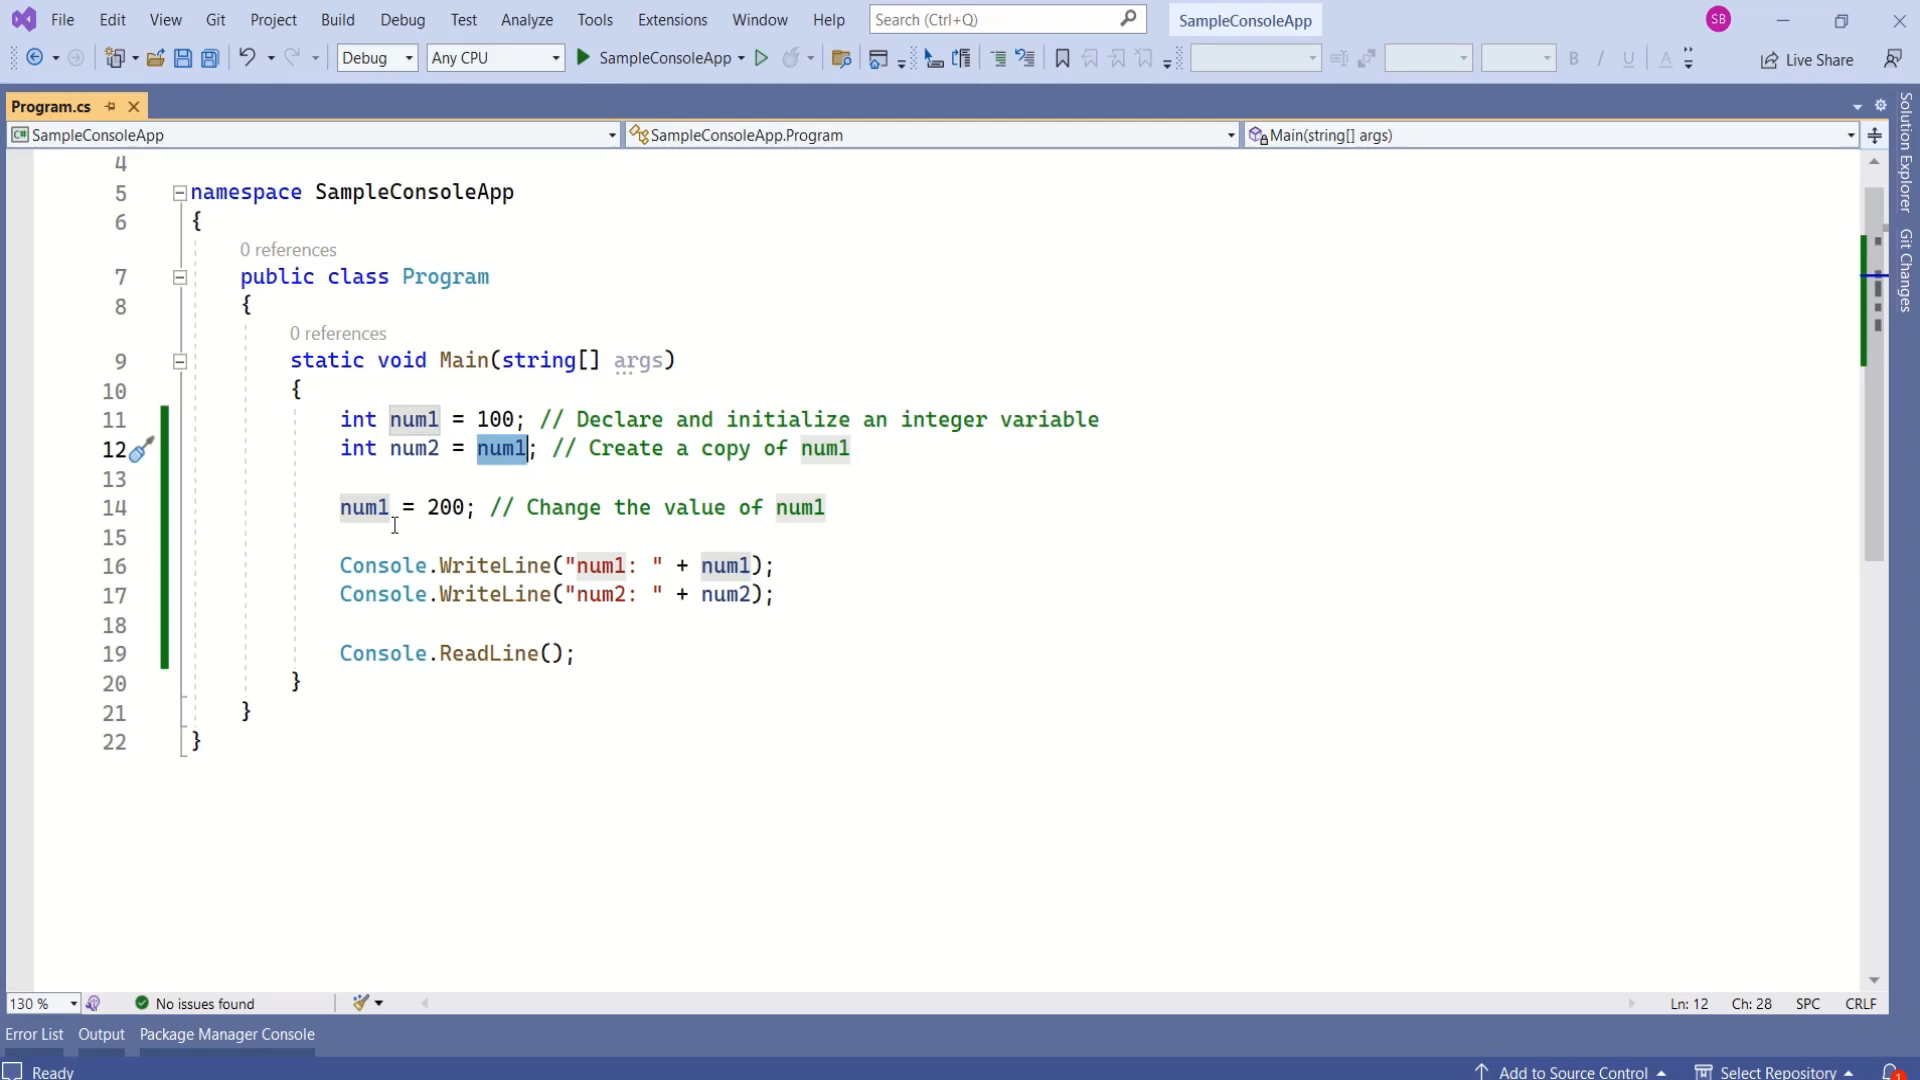 File Edit View Git Project Build Debug Test Analyze Tools Extensions Window Help Search (Ctrl+Q) SampleConsoleApp SB
Debug Any CPU SampleConsoleApp B I U A Live Share
Program.cs
C# SampleConsoleApp SampleConsoleApp.Program Main(string[] args)
Solution Explorer
Git Changes
4
5 namespace SampleConsoleApp
6 {
0 references
7 public class Program
8 {
0 references
9 static void Main(string[] args)
10 {
11 int num1 = 100; // Declare and initialize an integer variable
12 int num2 = num1; // Create a copy of num1
13
14 num1 = 200; // Change the value of num1
15
16 Console.WriteLine("num1: " + num1);
17 Console.WriteLine("num2: " + num2);
18
19 Console.ReadLine();
20 }
21 }
22 }
130 % No issues found Ln: 12 Ch: 28 SPC CRLF
Error List Output Package Manager Console
Ready Add to Source Control Select Repository 1